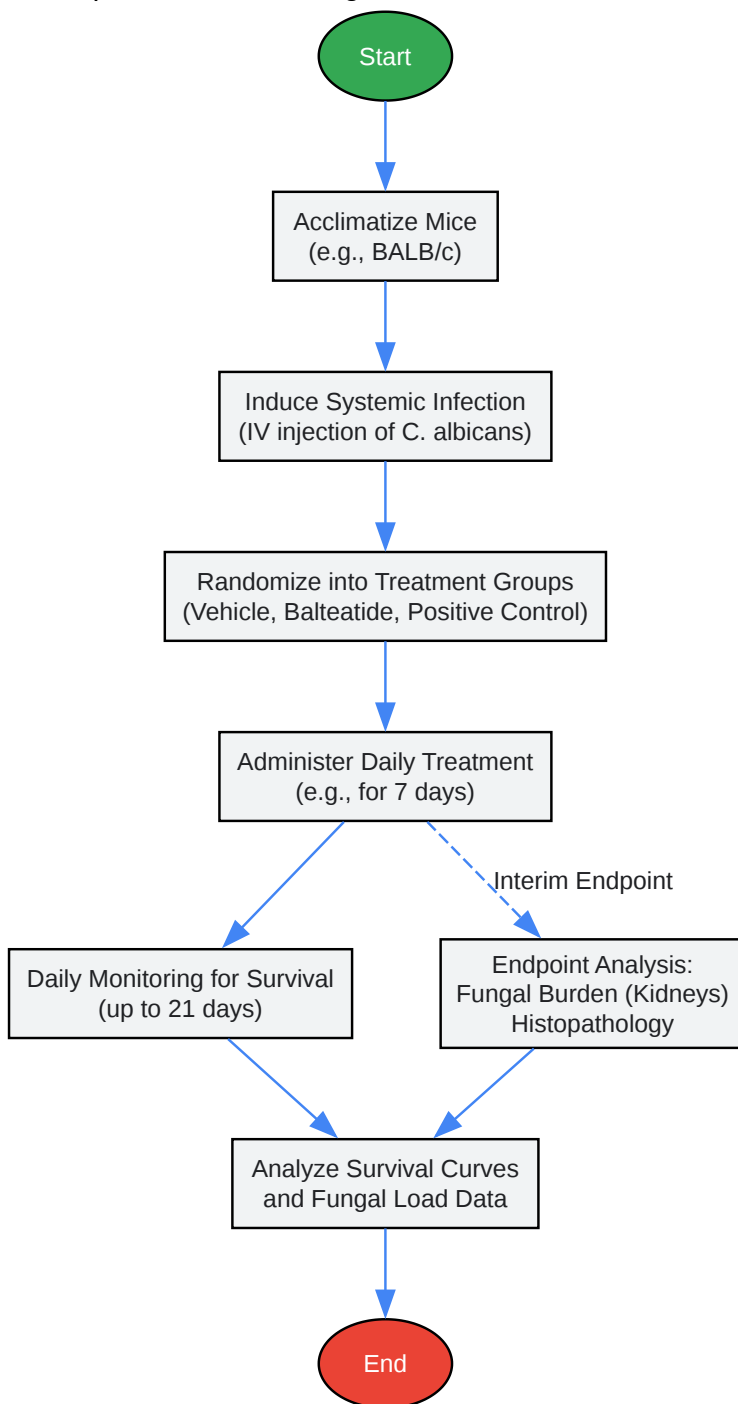 Start
Acclimatize Mice
(e.g., BALB/c)
Induce Systemic Infection
(IV injection of C. albicans)
Randomize into Treatment Groups
(Vehicle, Balteatide, Positive Control)
Administer Daily Treatment
(e.g., for 7 days)
Interim Endpoint
Daily Monitoring for Survival
(up to 21 days)
Endpoint Analysis:
Fungal Burden (Kidneys)
Histopathology
Analyze Survival Curves
and Fungal Load Data
End